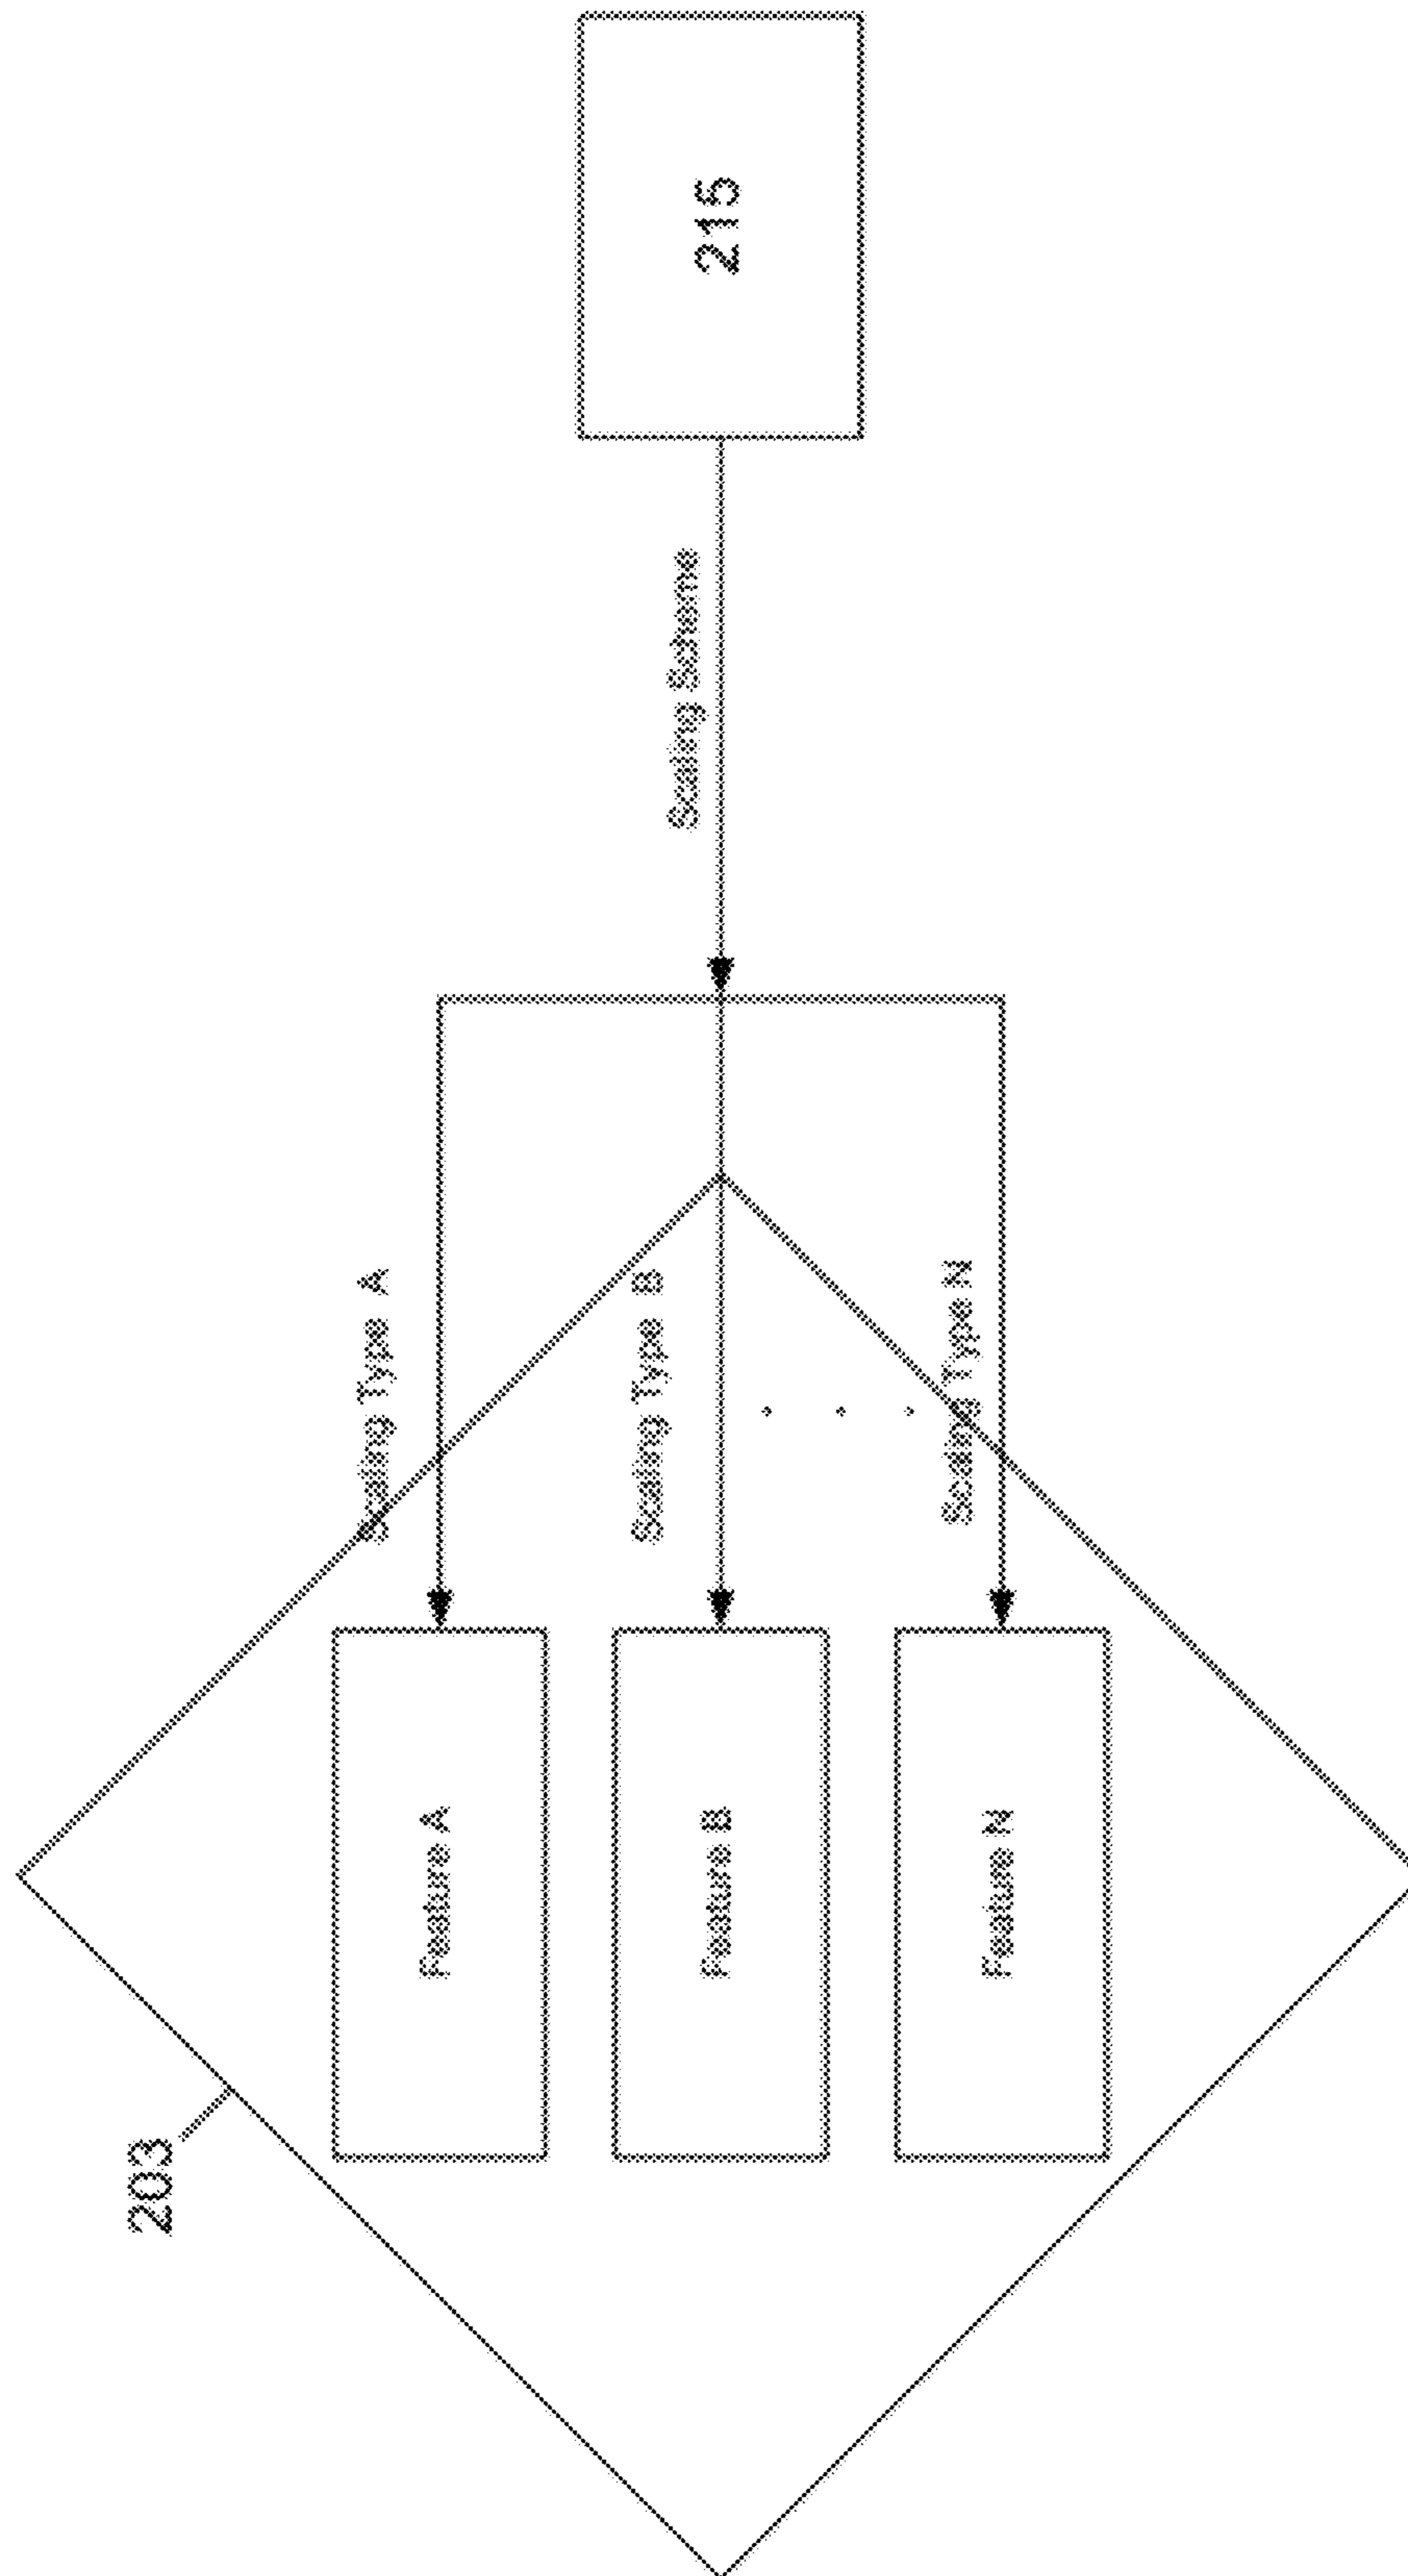 203
Feature A
Feature B
Feature N
Scaling Type A
Scaling Type B
Scaling Type N
Scaling Scheme
215